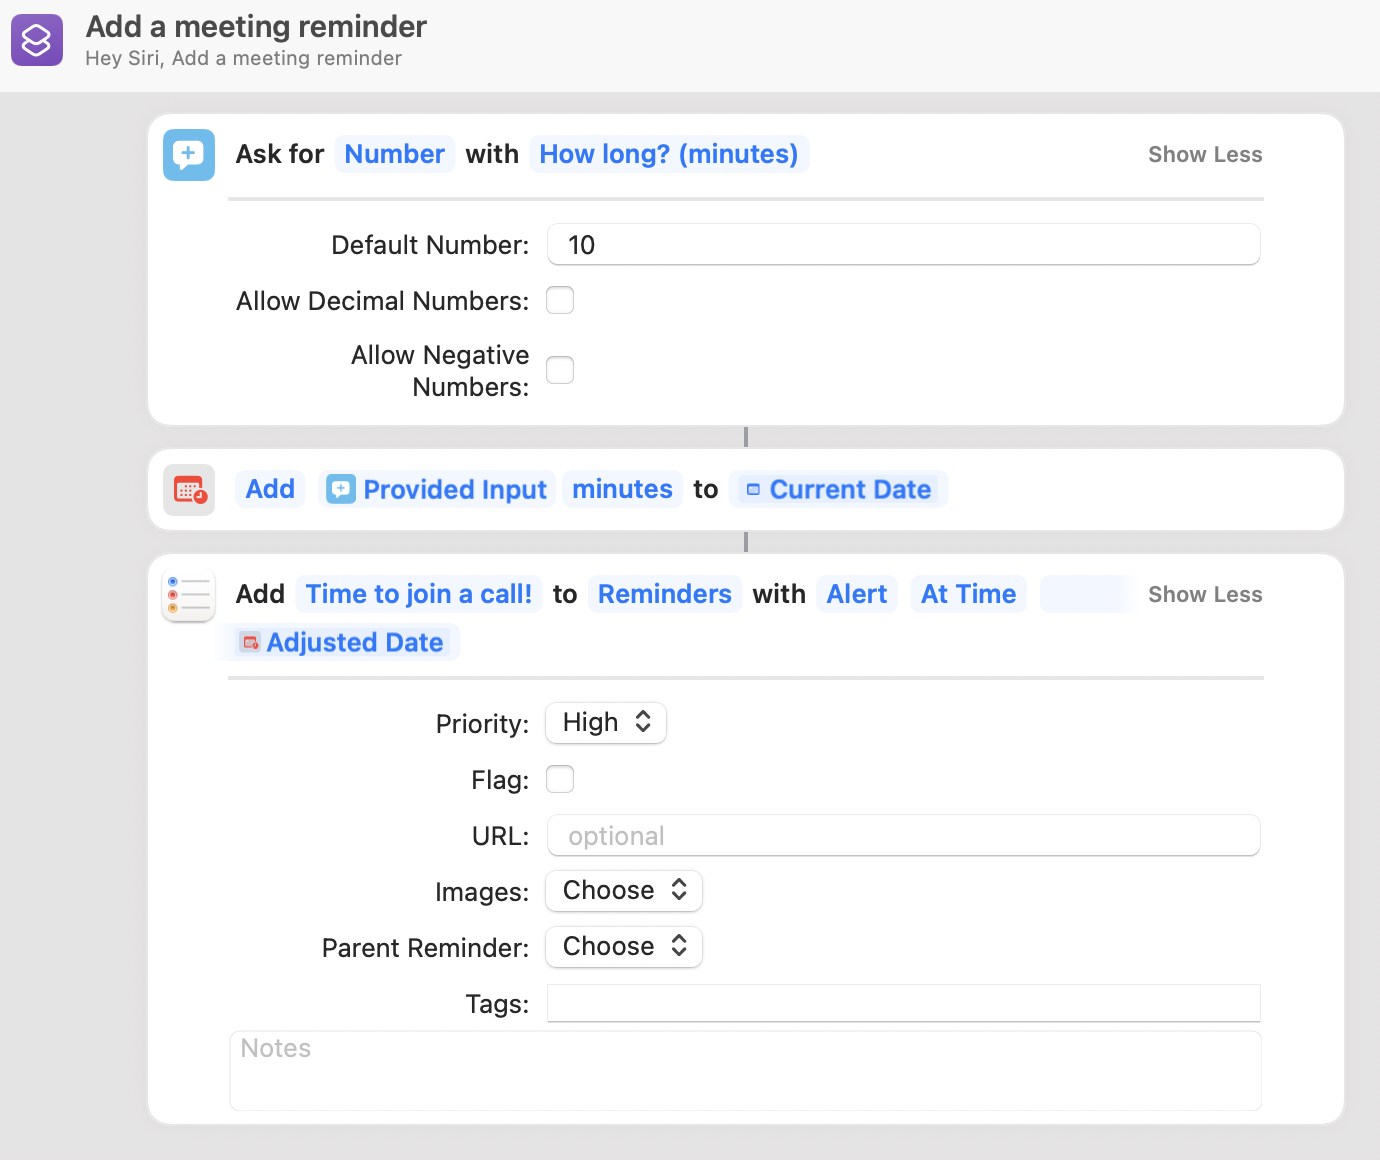 Add a meeting reminder
Hey Siri, Add a meeting reminder
Ask for Number with How long? (minutes) Show Less
Default Number: 10
Allow Decimal Numbers:
Allow Negative
Numbers:
Add Provided Input minutes to Current Date
Add Time to join a call! to Reminders with Alert At Time Show Less
Adjusted Date
Priority: High
Flag:
URL: optional
Images: Choose
Parent Reminder: Choose
Tags:
Notes